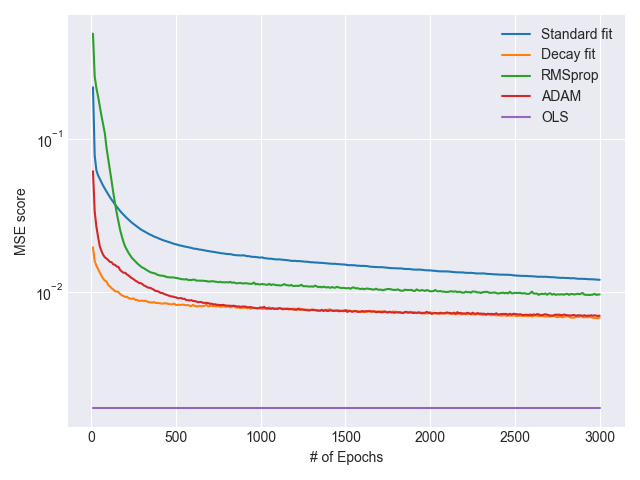 Standard fit
Decay fit
RMSprop
ADAM
OLS
MSE score
10⁻¹
10⁻²
0
500
1000
1500
2000
2500
3000
# of Epochs